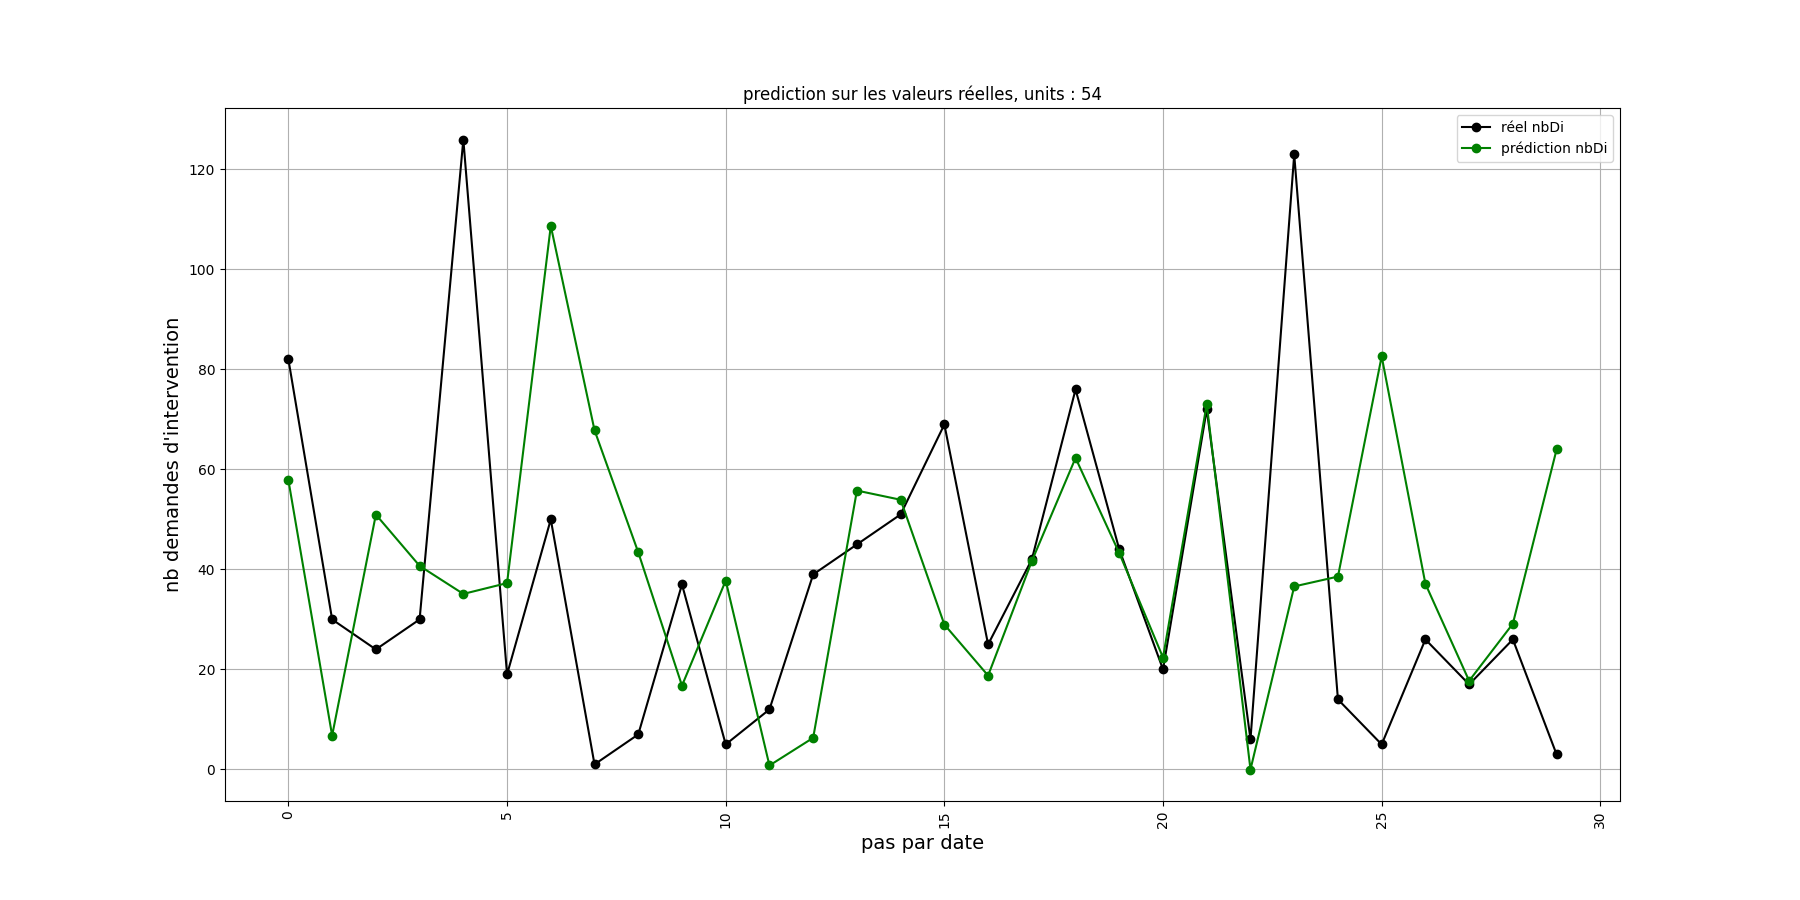 prediction sur les valeurs réelles, units : 54
réel nbDi
prédiction nbDi
120
100
80
60
40
20
0
nb demandes d'intervention
0
5
10
15
20
25
30
pas par date